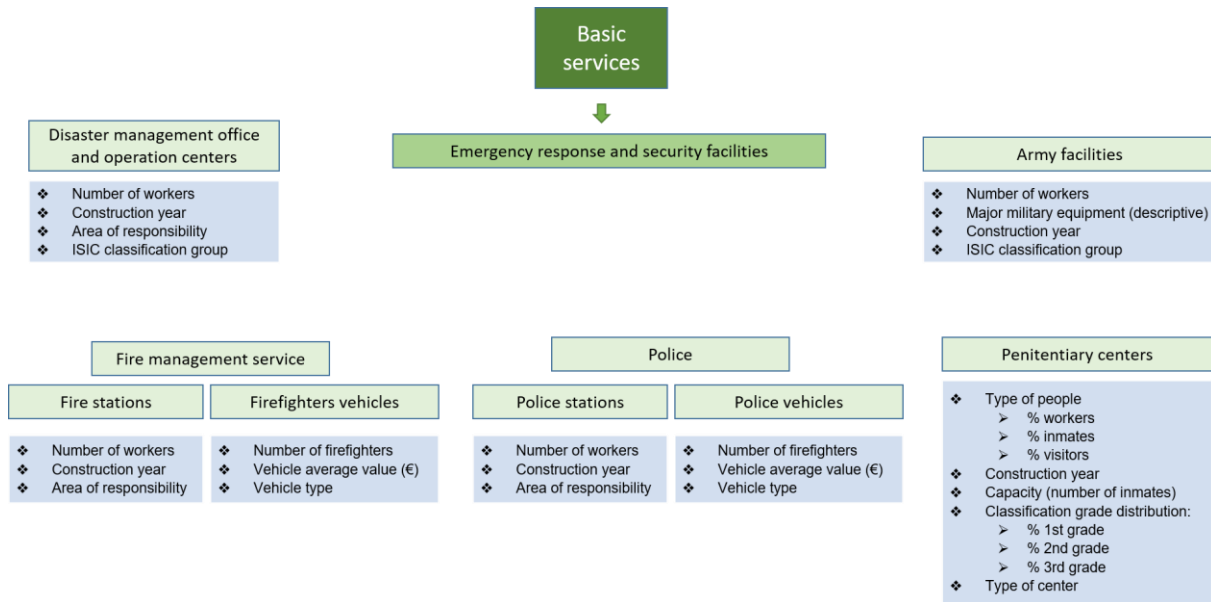 Basic
services
Disaster management office
and operation centers
Emergency response and security facilities
Army facilities
❖ Number of workers
❖ Construction year
❖ Area of responsibility
❖ ISIC classification group
❖ Number of workers
❖ Major military equipment (descriptive)
❖ Construction year
❖ ISIC classification group
Fire management service
Fire stations
Firefighters vehicles
❖ Number of workers
❖ Construction year
❖ Area of responsibility
❖ Number of firefighters
❖ Vehicle average value (€)
❖ Vehicle type
Police
Police stations
Police vehicles
❖ Number of workers
❖ Construction year
❖ Area of responsibility
❖ Number of firefighters
❖ Vehicle average value (€)
❖ Vehicle type
Penitentiary centers
❖ Type of people
➢ % workers
➢ % inmates
➢ % visitors
❖ Construction year
❖ Capacity (number of inmates)
❖ Classification grade distribution:
➢ % 1st grade
➢ % 2nd grade
➢ % 3rd grade
❖ Type of center